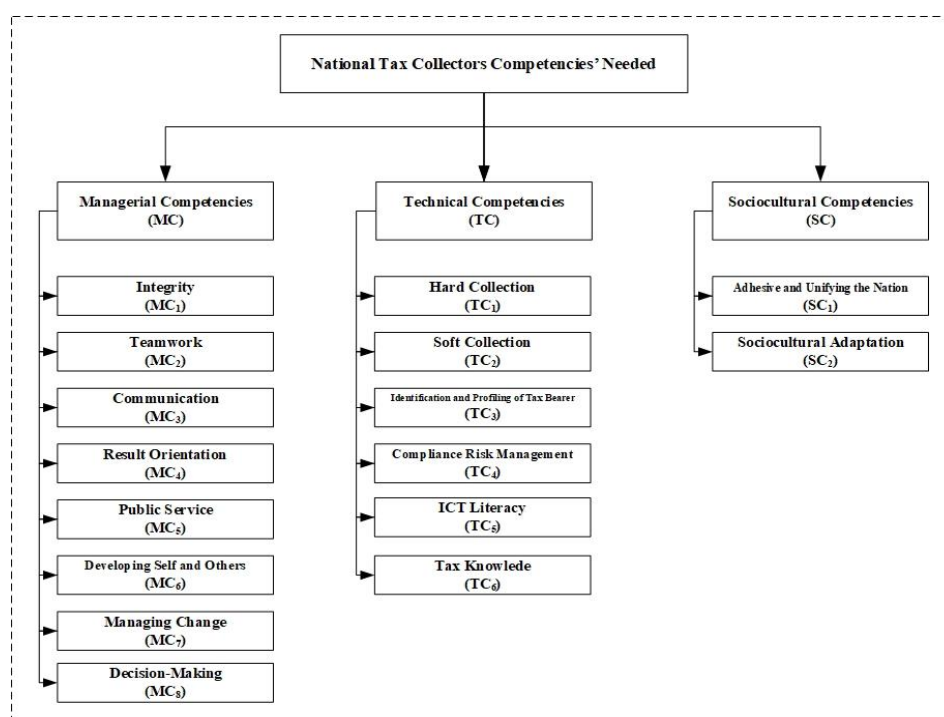 National Tax Collectors Competencies' Needed
Managerial Competencies
(MC)
Integrity
(MC₁)
Teamwork
(MC₂)
Communication
(MC₃)
Result Orientation
(MC₄)
Public Service
(MC₅)
Developing Self and Others
(MC₆)
Managing Change
(MC₇)
Decision-Making
(MC₈)
Technical Competencies
(TC)
Hard Collection
(TC₁)
Soft Collection
(TC₂)
Identification and Profiling of Tax Bearer
(TC₃)
Compliance Risk Management
(TC₄)
ICT Literacy
(TC₅)
Tax Knowlede
(TC₆)
Sociocultural Competencies
(SC)
Adhesive and Unifying the Nation
(SC₁)
Sociocultural Adaptation
(SC₂)